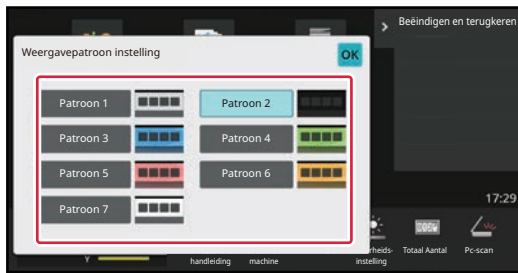 Beëindigen en terugkeren
Weergavepatroon instelling
OK
Patroon 1
Patroon 2
Patroon 3
Patroon 4
Patroon 5
Patroon 6
Patroon 7
17:29
handleiding
machine
instelling
Totaal Aantal
Pc-scan
Y